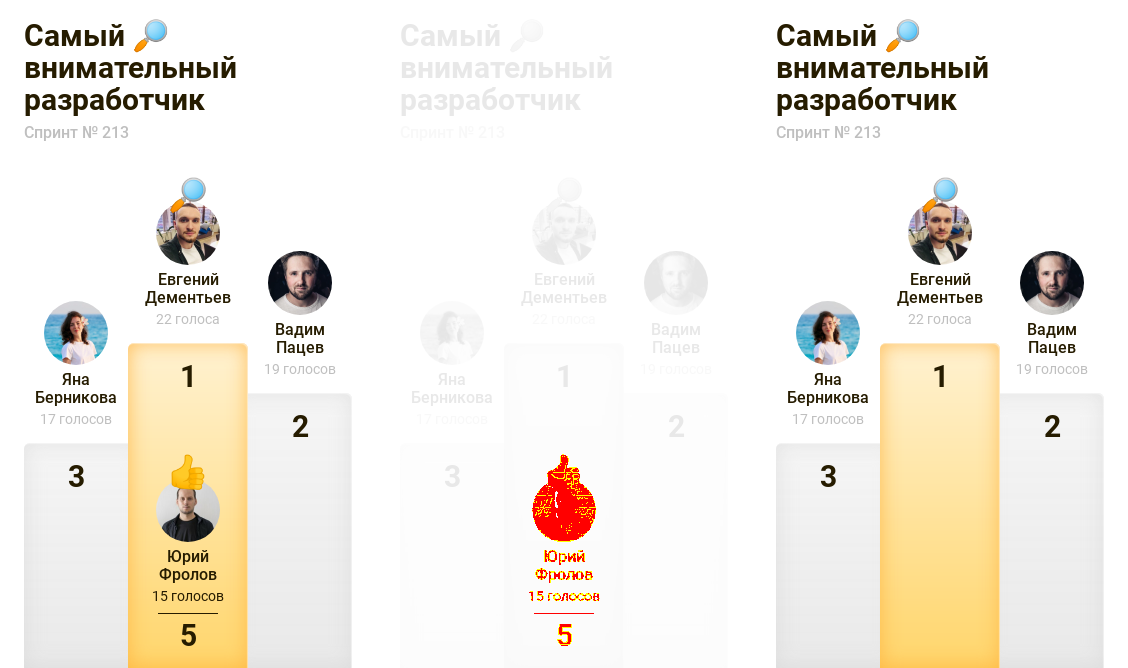 Самый 🔎
внимательный
разработчик
Спринт № 213
Евгений
Дементьев
22 голоса
Вадим
Пацев
19 голосов
Яна
Берникова
17 голосов
1
2
3
Юрий
Фролов
15 голосов
5
Самый 🔎
внимательный
разработчик
Спринт № 213
Евгений
Дементьев
22 голоса
Вадим
Пацев
19 голосов
Яна
Берникова
17 голосов
1
2
3
Юрий
Фролов
15 голосов
5
Самый 🔎
внимательный
разработчик
Спринт № 213
Евгений
Дементьев
22 голоса
Вадим
Пацев
19 голосов
Яна
Берникова
17 голосов
1
2
3